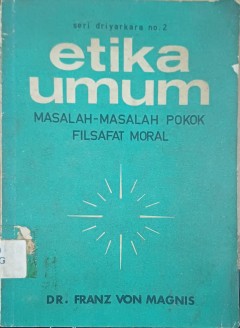 seri driyarkara no.2
etika
umum
MASALAH-MASALAH POKOK
FILSAFAT MORAL
DR. FRANZ VON MAGNIS